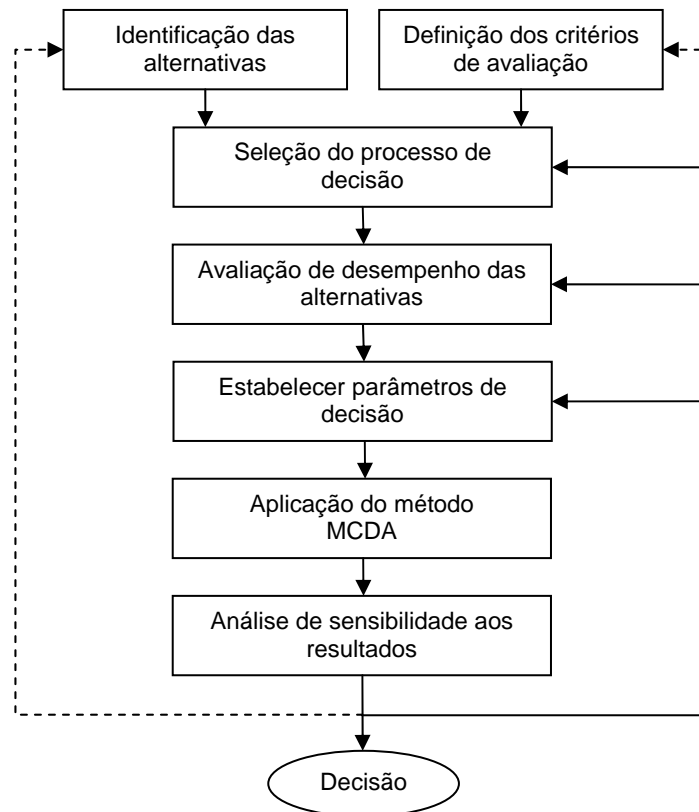 Identificação das
alternativas
Definição dos critérios
de avaliação
Seleção do processo de
decisão
Avaliação de desempenho das
alternativas
Estabelecer parâmetros de
decisão
Aplicação do método
MCDA
Análise de sensibilidade aos
resultados
Decisão